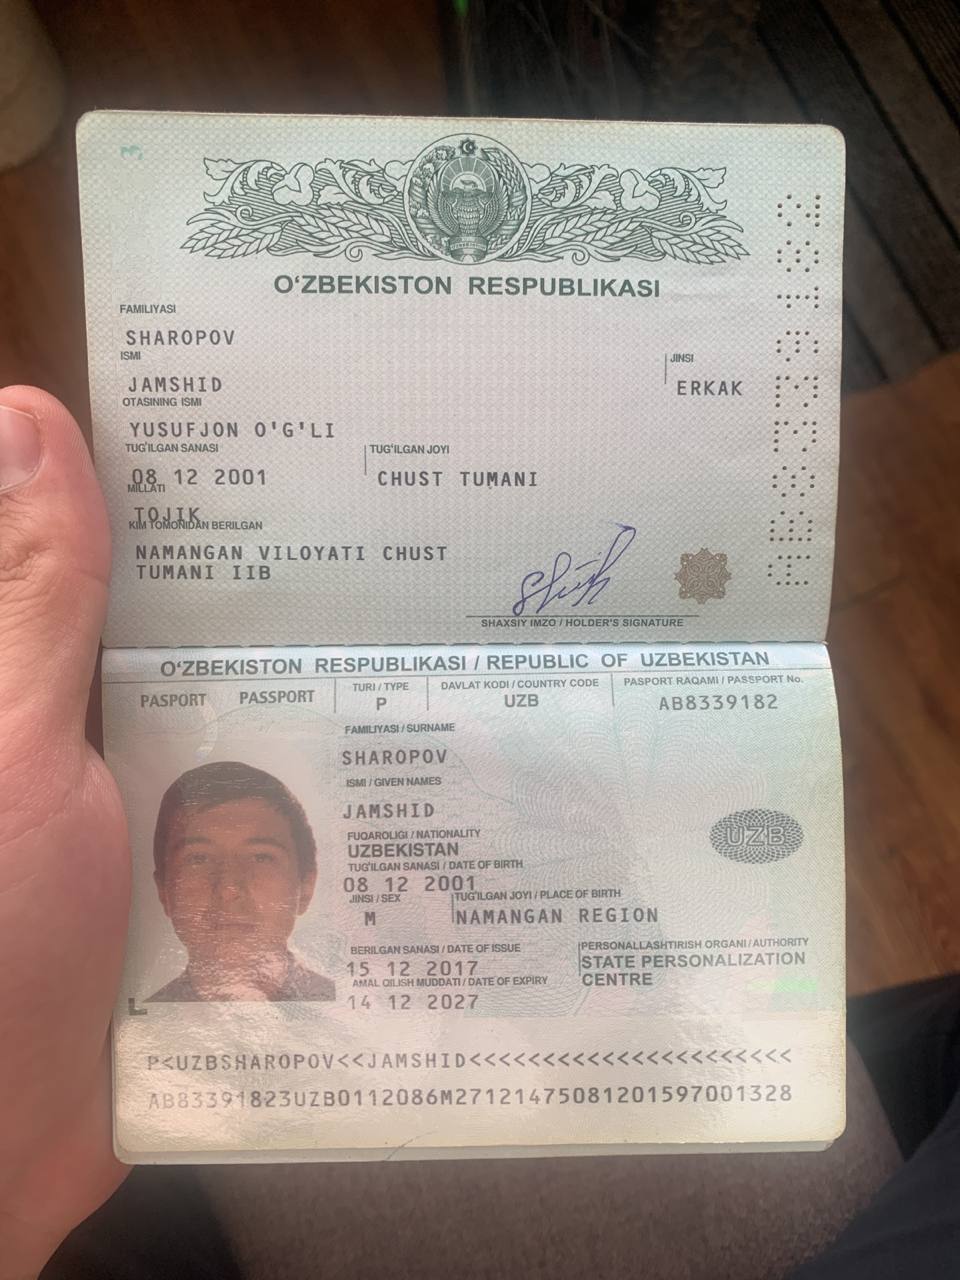 3
O'ZBEKISTON RESPUBLIKASI
FAMILIYASI
SHAROPOV
ISMI
JAMSHID
JINSI
ERKAK
OTASINING ISMI
YUSUFJON O'G'LI
TUG'ILGAN SANASI
08 12 2001
TUG'ILGAN JOYI
CHUST TUMANI
MILLATI
TOJIK
KIM TOMONIDAN BERILGAN
NAMANGAN VILOYATI CHUST
TUMANI IIB
SHAXSIY IMZO / HOLDER'S SIGNATURE
O'ZBEKISTON RESPUBLIKASI / REPUBLIC OF UZBEKISTAN
PASPORT PASSPORT
TURI / TYPE
P
DAVLAT KODI / COUNTRY CODE
UZB
PASPORT RAQAMI / PASSPORT No.
AB8339182
FAMILIYASI / SURNAME
SHAROPOV
ISMI / GIVEN NAMES
JAMSHID
FUQAROLIGI / NATIONALITY
UZBEKISTAN
UZB
TUG'ILGAN SANASI / DATE OF BIRTH
08 12 2001
JINSI / SEX
M
TUG'ILGAN JOYI / PLACE OF BIRTH
NAMANGAN REGION
BERILGAN SANASI / DATE OF ISSUE
15 12 2017
PERSONALLASHTIRISH ORGANI / AUTHORITY
STATE PERSONALIZATION
CENTRE
AMAL QILISH MUDDATI / DATE OF EXPIRY
14 12 2027
P<UZBSHAROPOV<<JAMSHID<<<<<<<<<<<<<<<<<<<<<<
AB83391823UZB0112086M27121475081201597001328